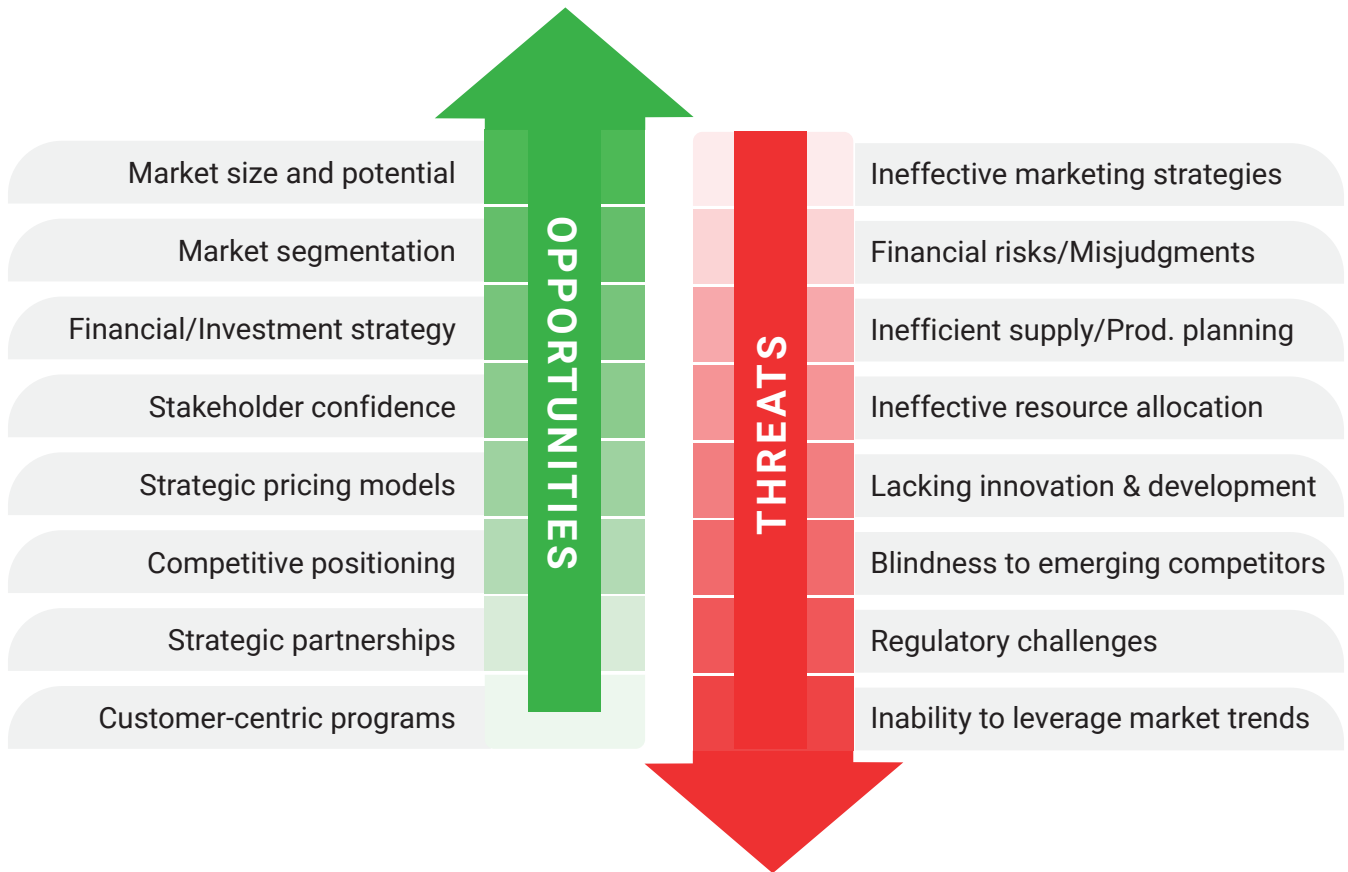 Market size and potential
Market segmentation
Financial/Investment strategy
Stakeholder confidence
Strategic pricing models
Competitive positioning
Strategic partnerships
Customer-centric programs
OPPORTUNITIES
THREATS
Ineffective marketing strategies
Financial risks/Misjudgments
Inefficient supply/Prod. planning
Ineffective resource allocation
Lacking innovation & development
Blindness to emerging competitors
Regulatory challenges
Inability to leverage market trends